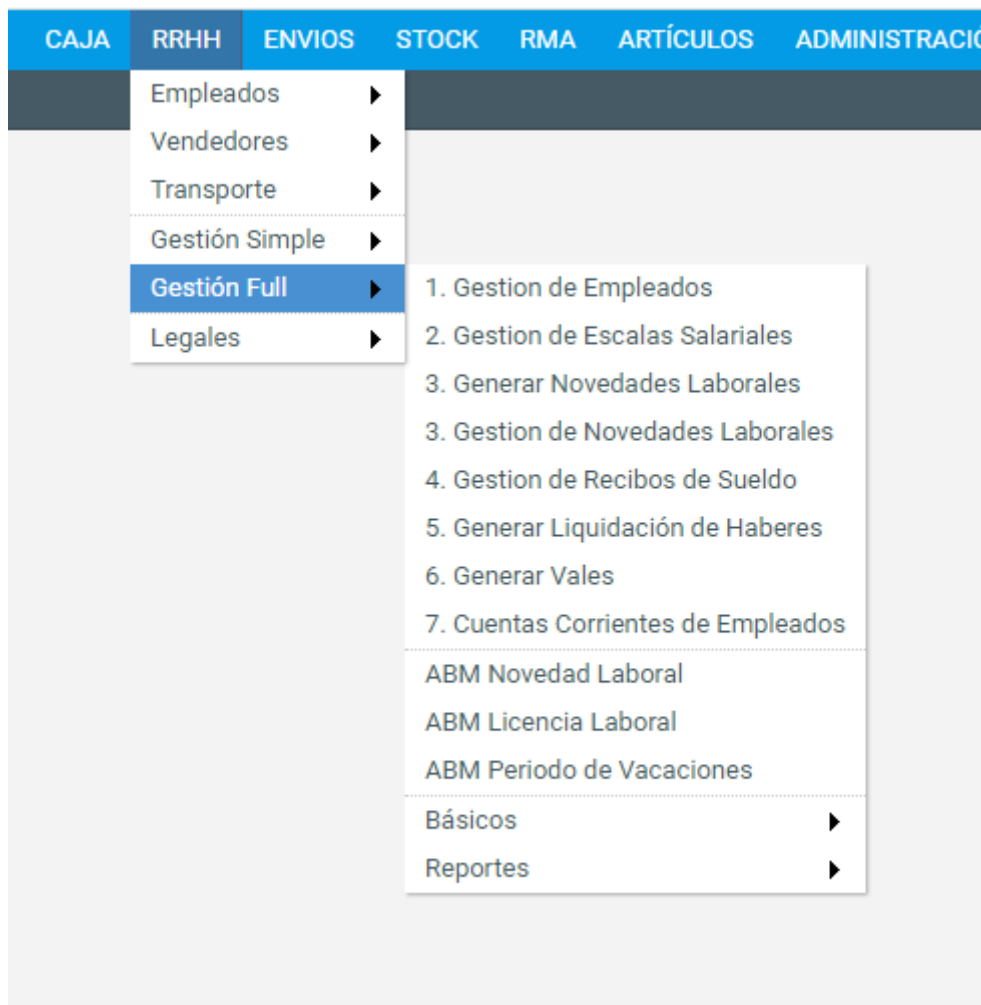 CAJA RRHH ENVIOS STOCK RMA ARTÍCULOS
Empleados
Vendedores
Transporte
Gestión Simple
Gestión Full
Legales
1. Gestion de Empleados
2. Gestion de Escalas Salariales
3. Generar Novedades Laborales
3. Gestion de Novedades Laborales
4. Gestion de Recibos de Sueldo
5. Generar Liquidación de Haberes
6. Generar Vales
7. Cuentas Corrientes de Empleados
ABM Novedad Laboral
ABM Licencia Laboral
ABM Periodo de Vacaciones
Básicos
Reportes